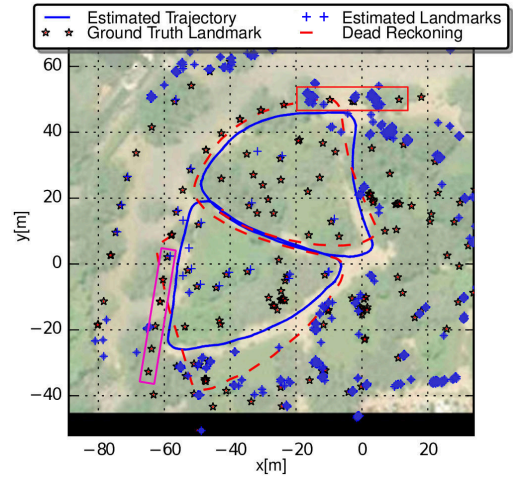 Estimated Trajectory
Estimated Landmarks
Ground Truth Landmark
Dead Reckoning
60
40
20
0
−20
−40
y[m]
−80
−60
−40
−20
0
20
x[m]